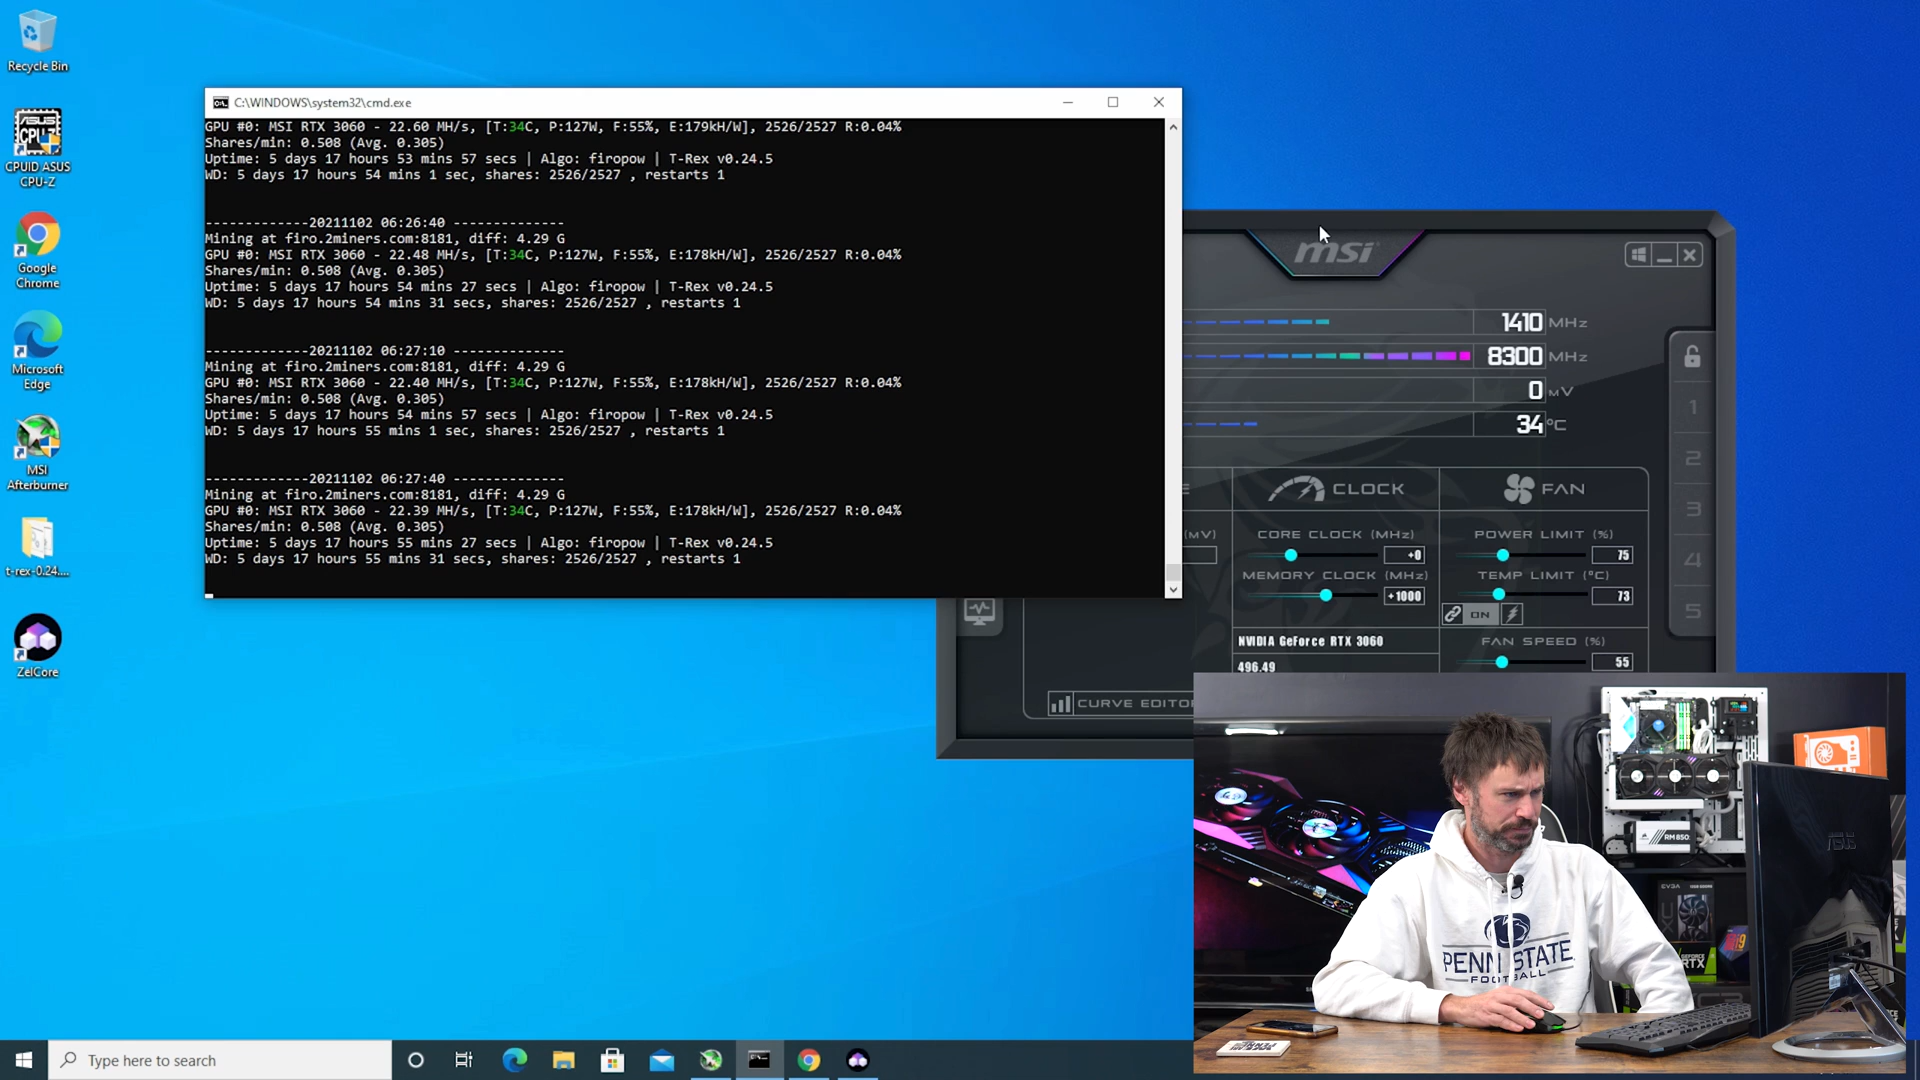 Recycle Bin
CPUID ASUS
CPU-Z
Google
Chrome
Microsoft
Edge
MSI
Afterburner
t-rex-0.24....
ZelCore
C:\WINDOWS\system32\cmd.exe
GPU #0: MSI RTX 3060 - 22.60 MH/s, [T:34C, P:127W, F:55%, E:179kH/W], 2526/2527 R:0.04%
Shares/min: 0.508 (Avg. 0.305)
Uptime: 5 days 17 hours 53 mins 57 secs | Algo: firopow | T-Rex v0.24.5
WD: 5 days 17 hours 54 mins 1 sec, shares: 2526/2527 , restarts 1
-------------20211102 06:26:40 --------------
Mining at firo.2miners.com:8181, diff: 4.29 G
GPU #0: MSI RTX 3060 - 22.48 MH/s, [T:34C, P:127W, F:55%, E:178kH/W], 2526/2527 R:0.04%
Shares/min: 0.508 (Avg. 0.305)
Uptime: 5 days 17 hours 54 mins 27 secs | Algo: firopow | T-Rex v0.24.5
WD: 5 days 17 hours 54 mins 31 secs, shares: 2526/2527 , restarts 1
-------------20211102 06:27:10 --------------
Mining at firo.2miners.com:8181, diff: 4.29 G
GPU #0: MSI RTX 3060 - 22.40 MH/s, [T:34C, P:127W, F:55%, E:178kH/W], 2526/2527 R:0.04%
Shares/min: 0.508 (Avg. 0.305)
Uptime: 5 days 17 hours 54 mins 57 secs | Algo: firopow | T-Rex v0.24.5
WD: 5 days 17 hours 55 mins 1 sec, shares: 2526/2527 , restarts 1
-------------20211102 06:27:40 --------------
Mining at firo.2miners.com:8181, diff: 4.29 G
GPU #0: MSI RTX 3060 - 22.39 MH/s, [T:34C, P:127W, F:55%, E:178kH/W], 2526/2527 R:0.04%
Shares/min: 0.508 (Avg. 0.305)
Uptime: 5 days 17 hours 55 mins 27 secs | Algo: firopow | T-Rex v0.24.5
WD: 5 days 17 hours 55 mins 31 secs, shares: 2526/2527 , restarts 1
msi
1410 MHz
8300 MHz
0 mV
34 °C
1
2
3
4
5
E
CLOCK
FAN
(MV)
CORE CLOCK (MHz)
+0
POWER LIMIT (%)
75
MEMORY CLOCK (MHz)
+1000
TEMP LIMIT (°C)
73
ON
NVIDIA GeForce RTX 3060
496.49
FAN SPEED (%)
55
CURVE EDITOR
RM850
ASUS
EVGA
RTX
i9
PENN STATE
FOOTBALL
Type here to search